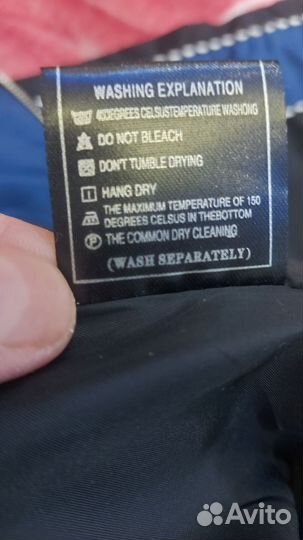 WASHING EXPLANATION
40DEGREES CELSUSTEMPERATURE WASHONG
DO NOT BLEACH
DON'T TUMBLE DRYING
HANG DRY
THE MAXIMUM TEMPERATURE OF 150
DEGREES CELSUS IN THEBOTTOM
P THE COMMON DRY CLEANING
(WASH SEPARATELY)
Avito